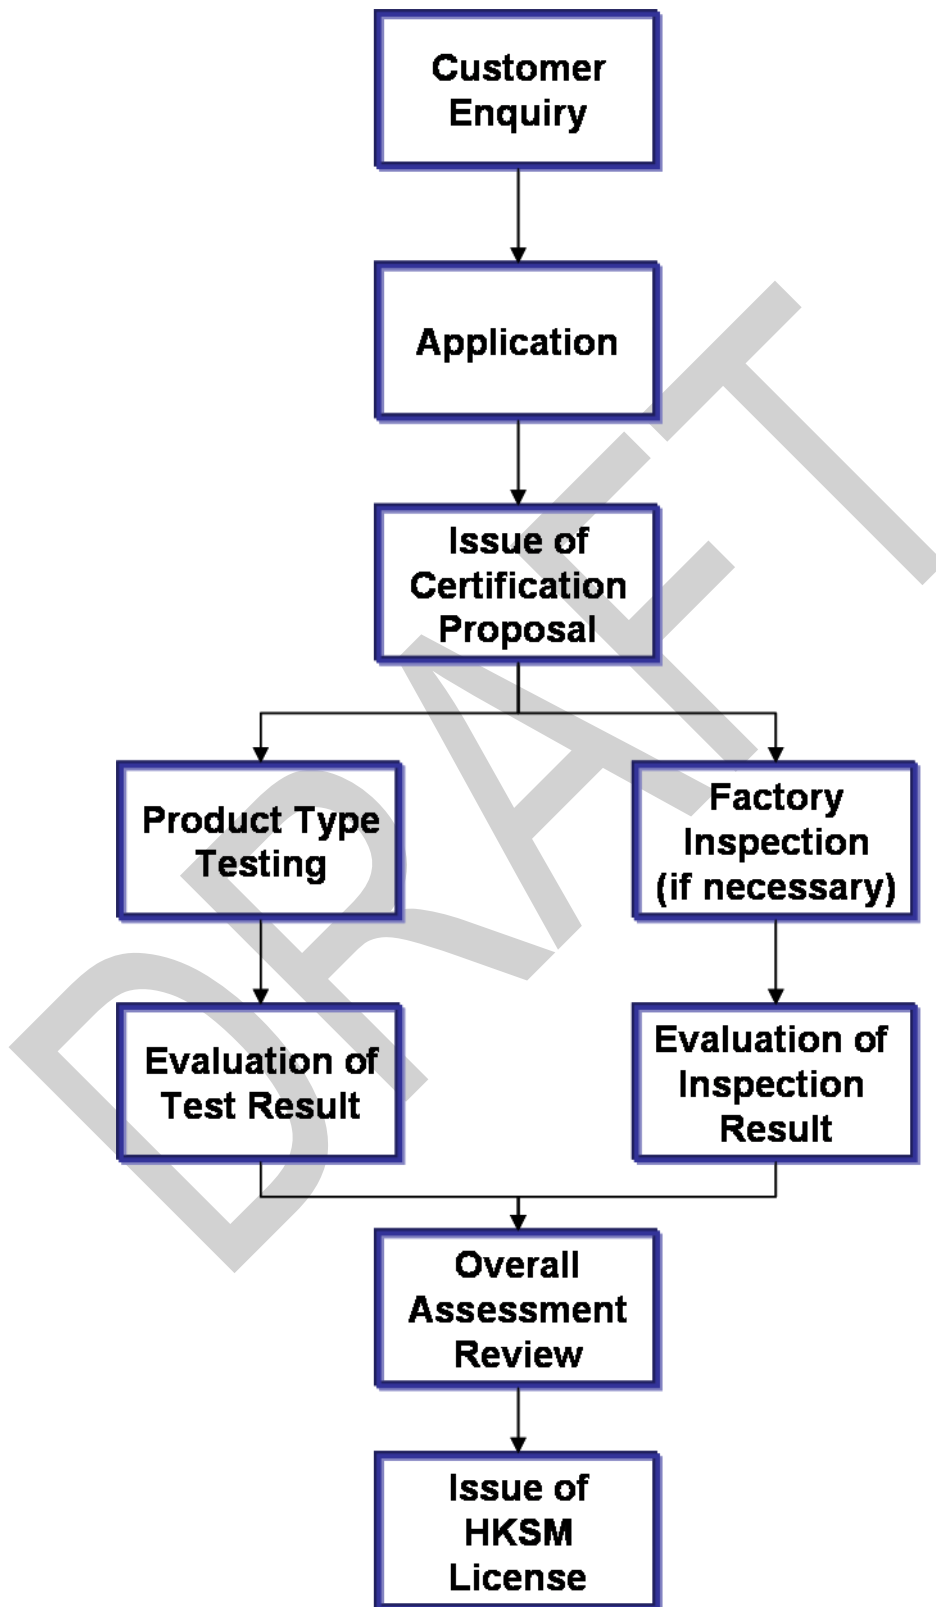 Customer
Enquiry
Application
Issue of
Certification
Proposal
Product Type
Testing
Factory
Inspection
(if necessary)
Evaluation of
Test Result
Evaluation of
Inspection
Result
Overall
Assessment
Review
Issue of
HKSM
License
DRAFT